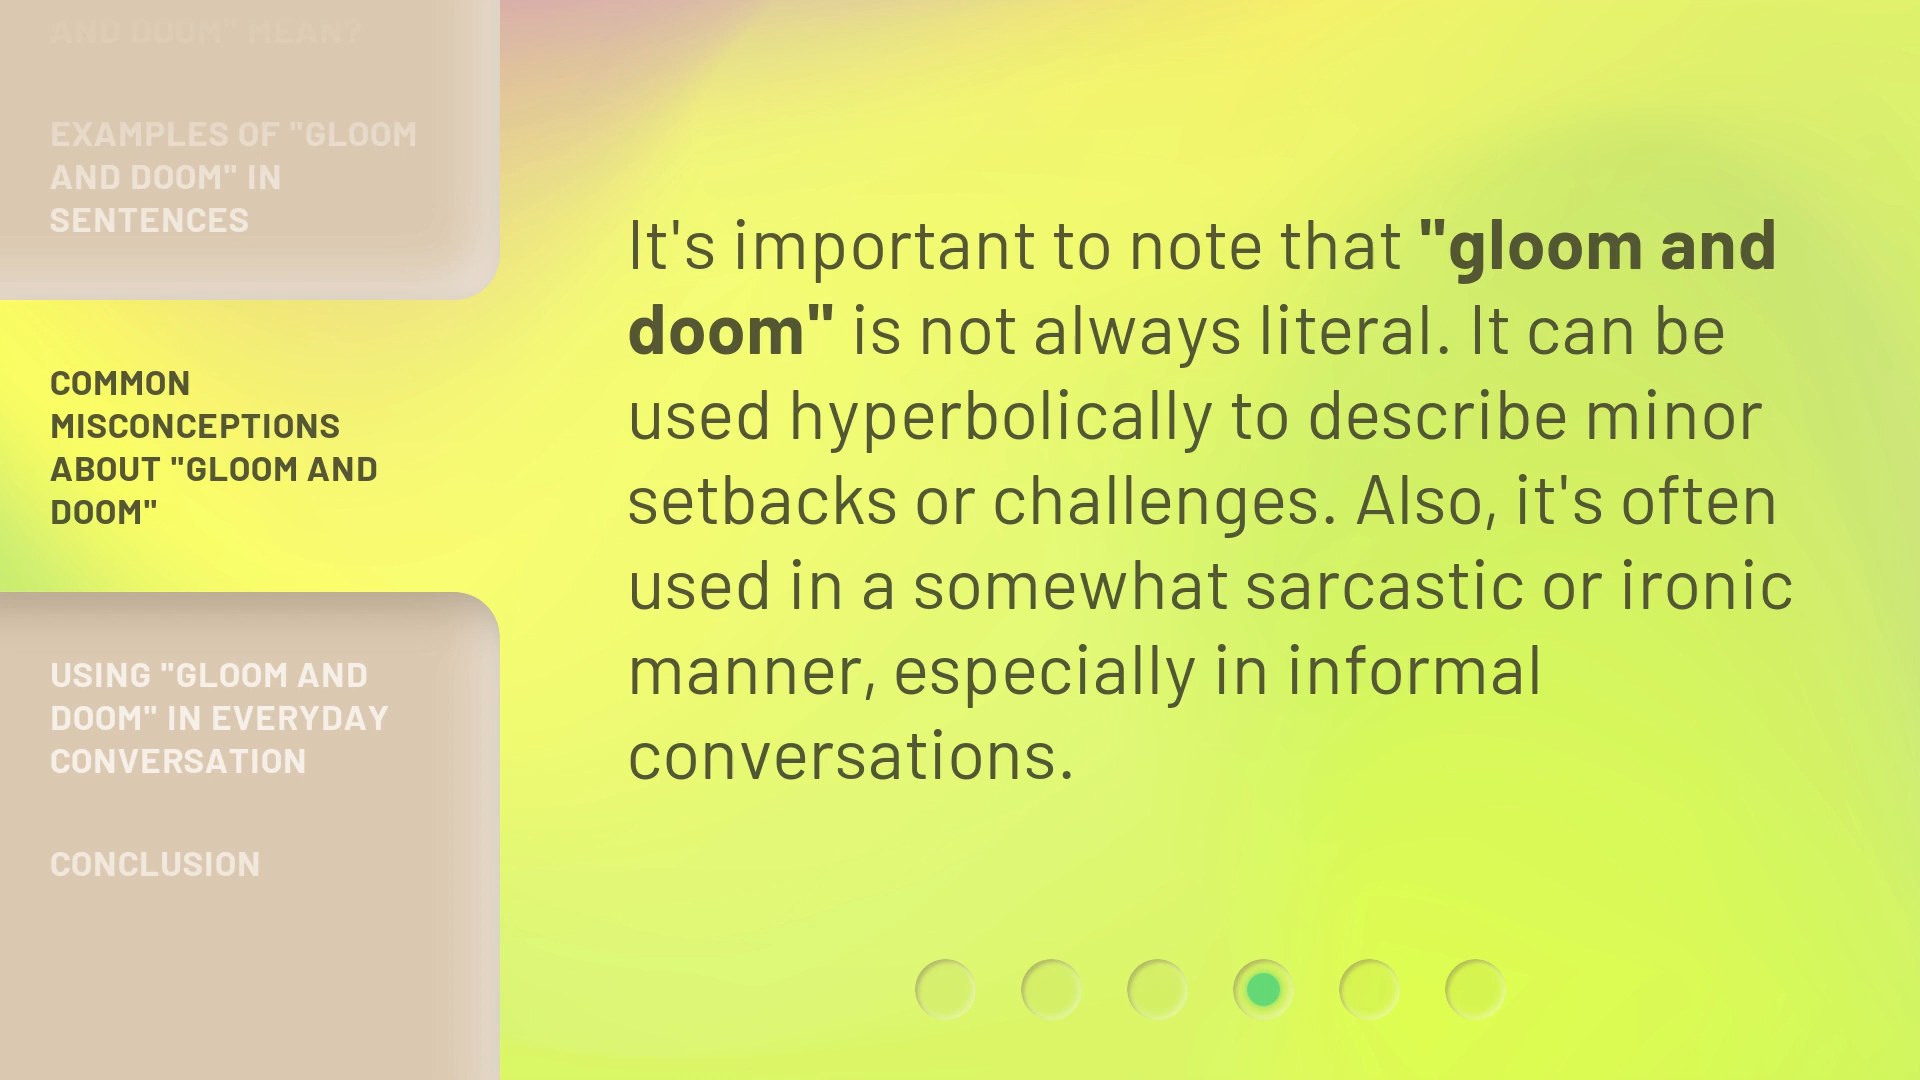 AND DOOM" MEAN?
EXAMPLES OF "GLOOM
AND DOOM" IN
SENTENCES
COMMON
MISCONCEPTIONS
ABOUT "GLOOM AND
DOOM"
USING "GLOOM AND
DOOM" IN EVERYDAY
CONVERSATION
CONCLUSION
It's important to note that "gloom and
doom" is not always literal. It can be
used hyperbolically to describe minor
setbacks or challenges. Also, it's often
used in a somewhat sarcastic or ironic
manner, especially in informal
conversations.